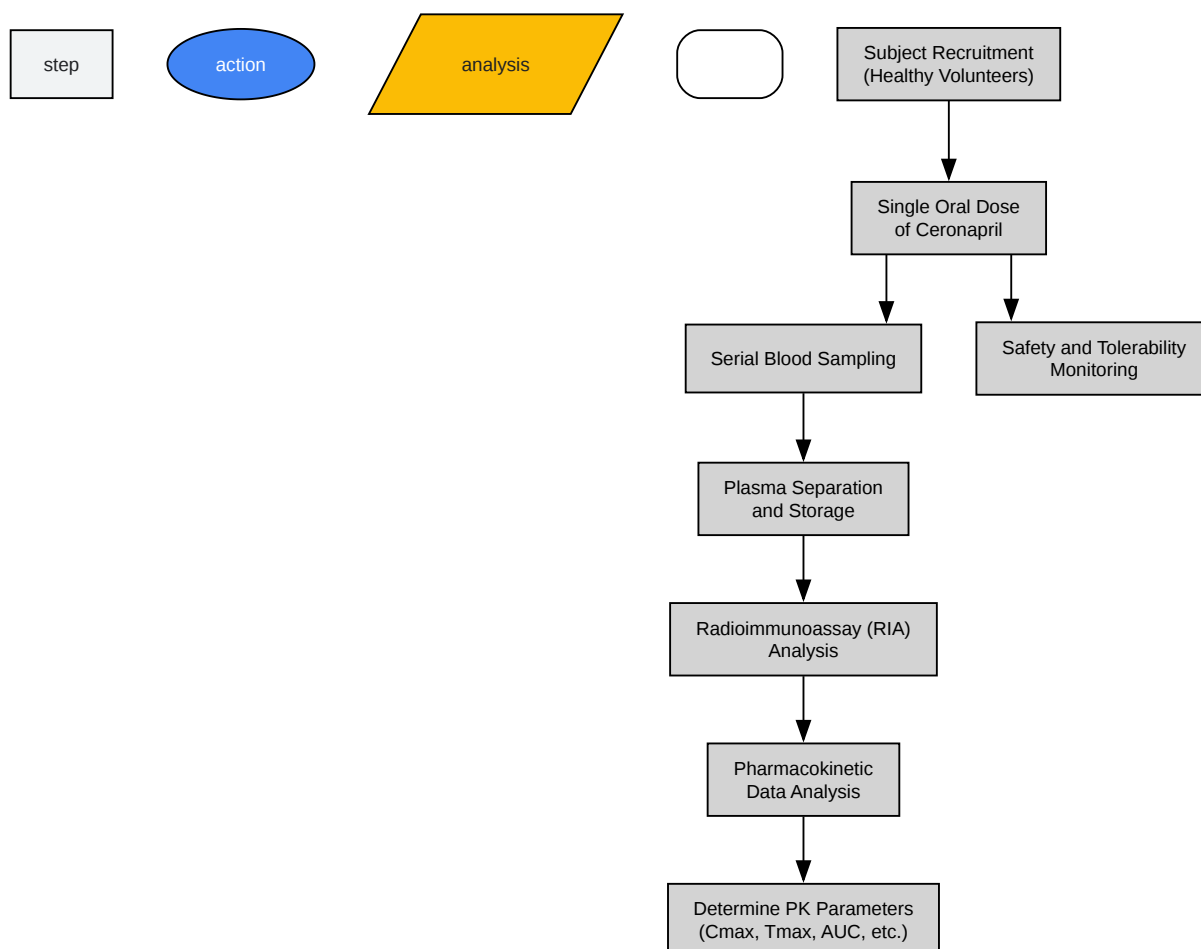 step
action
analysis
Subject Recruitment
(Healthy Volunteers)
Single Oral Dose
of Ceronapril
Serial Blood Sampling
Safety and Tolerability
Monitoring
Plasma Separation
and Storage
Radioimmunoassay (RIA)
Analysis
Pharmacokinetic
Data Analysis
Determine PK Parameters
(Cmax, Tmax, AUC, etc.)